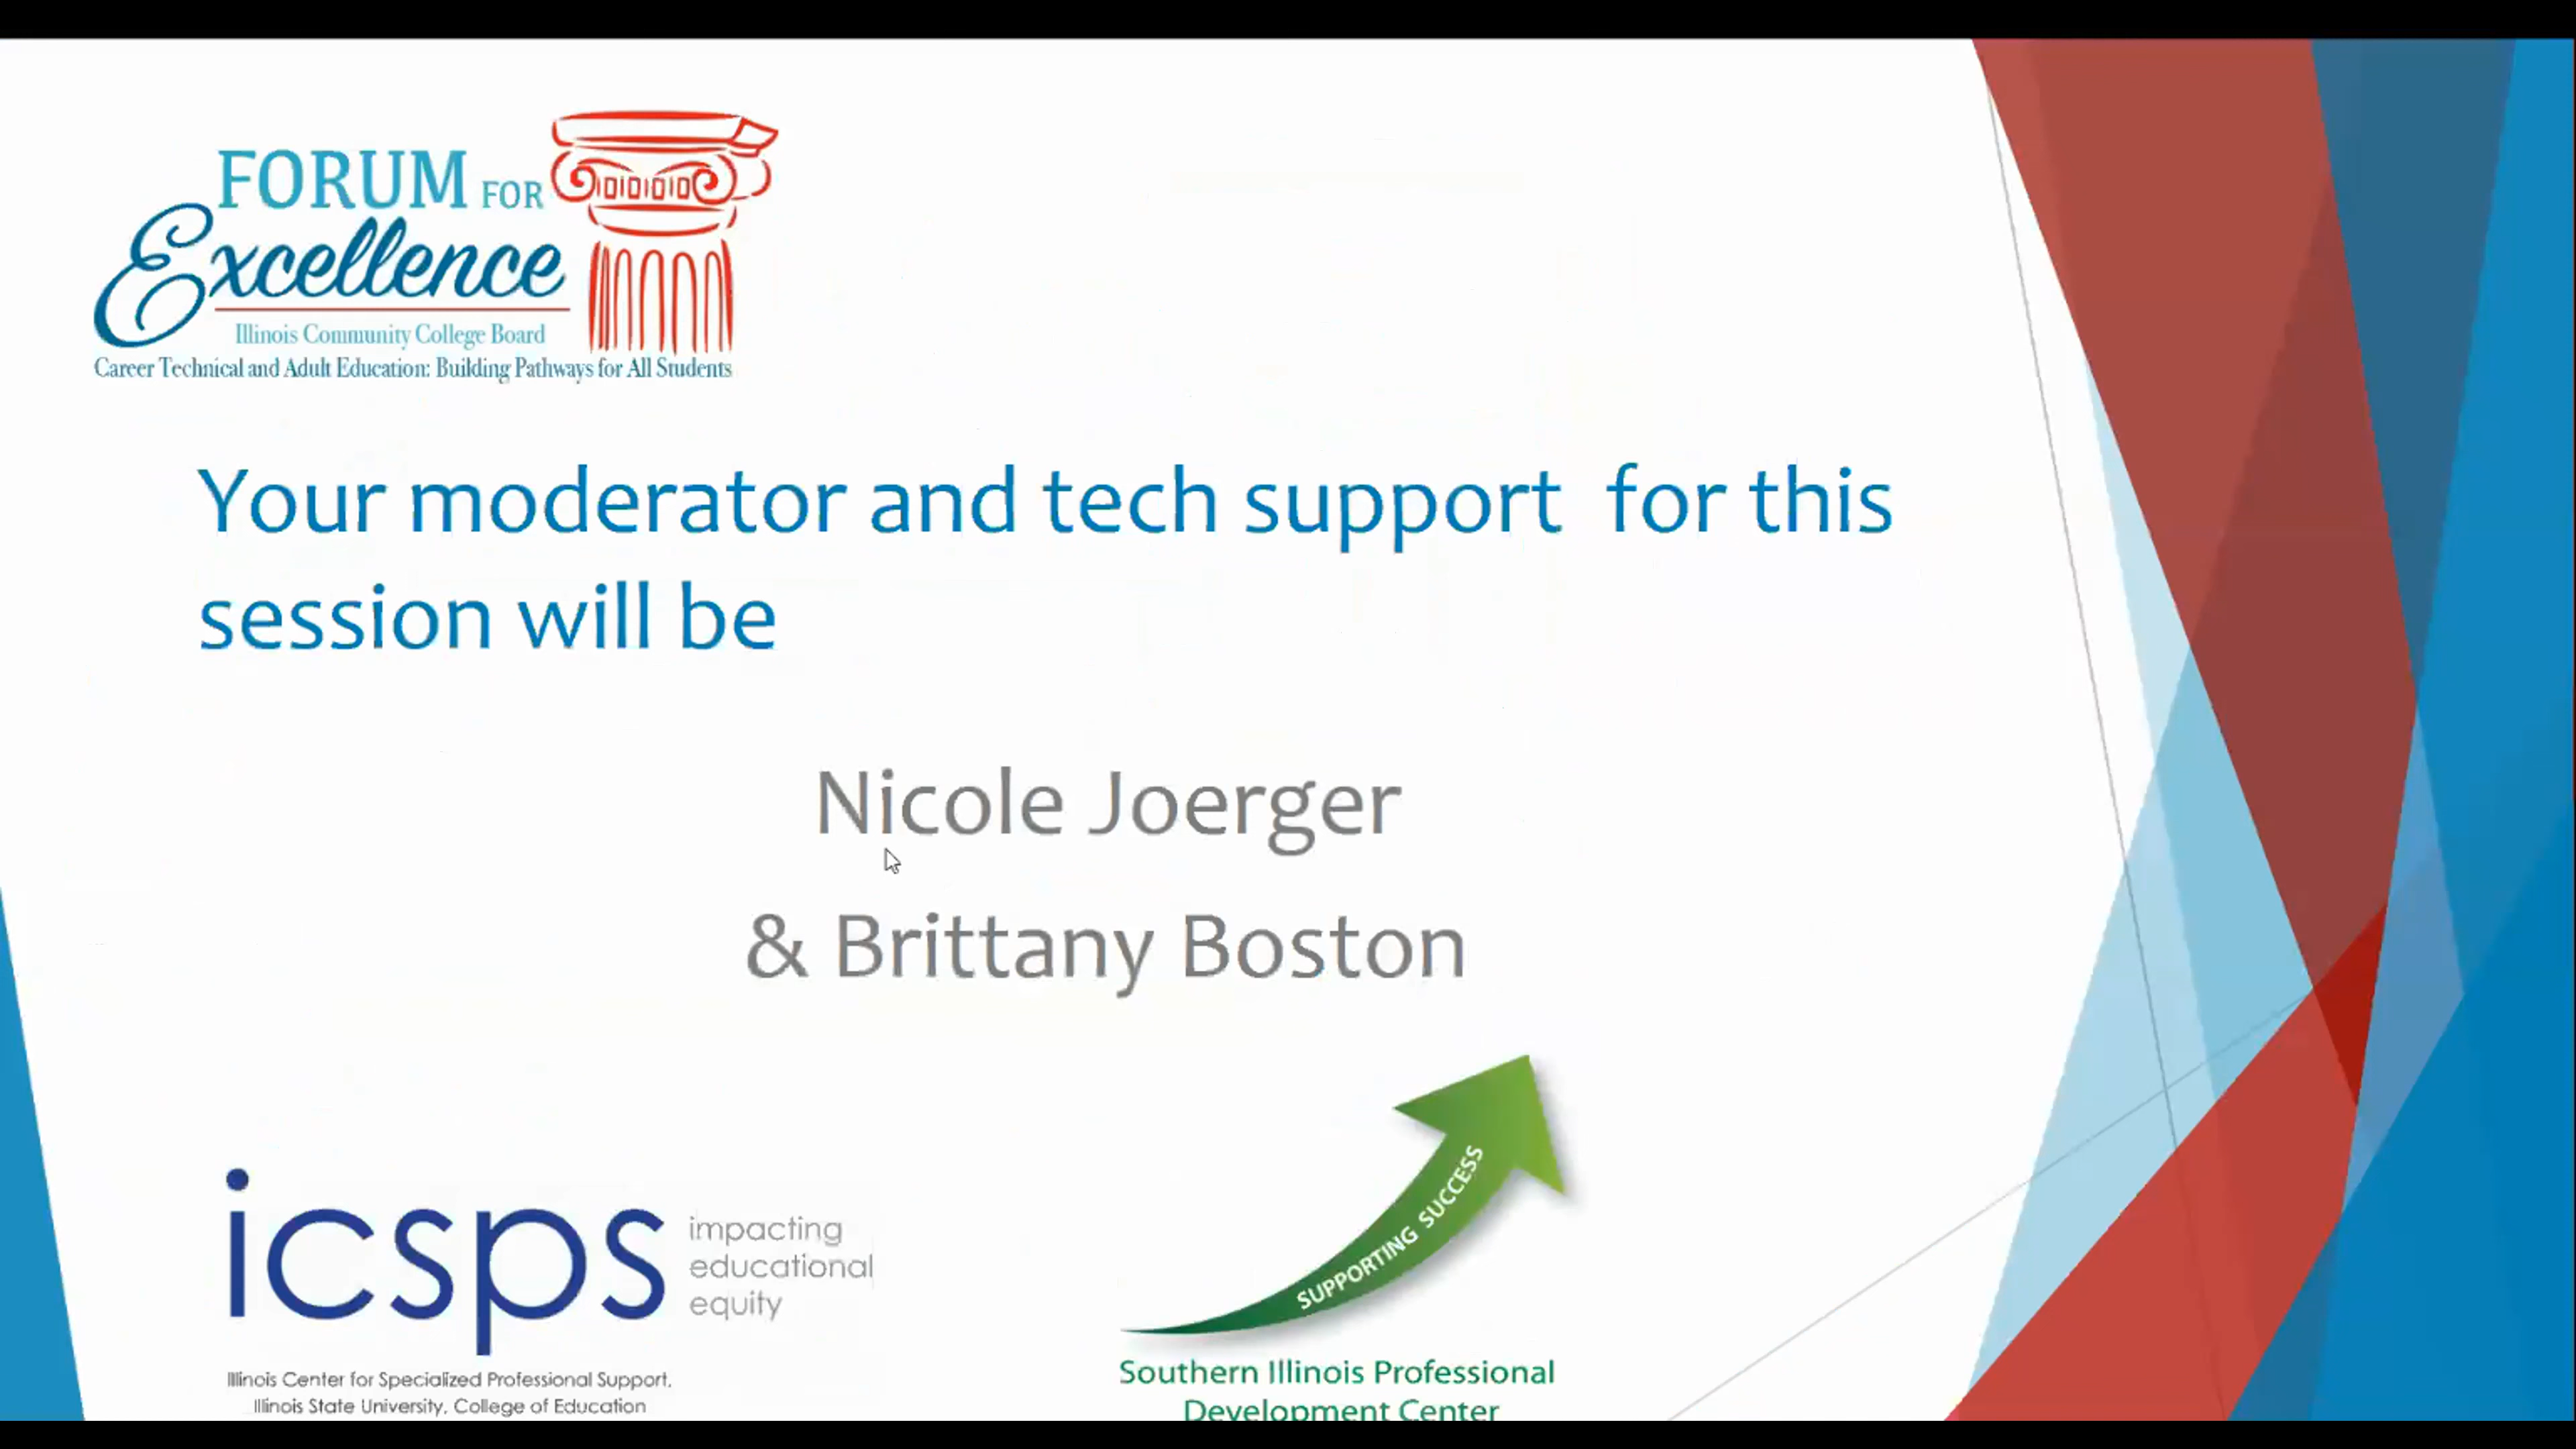 FORUM FOR
Excellence
Illinois Community College Board
Career Technical and Adult Education: Building Pathways for All Students
Your moderator and tech support for this
session will be
Nicole Joerger
& Brittany Boston
SUPPORTING SUCCESS
icsps
impacting
educational
equity
Illinois Center for Specialized Professional Support,
Illinois State University, College of Education
Southern Illinois Professional
Development Center